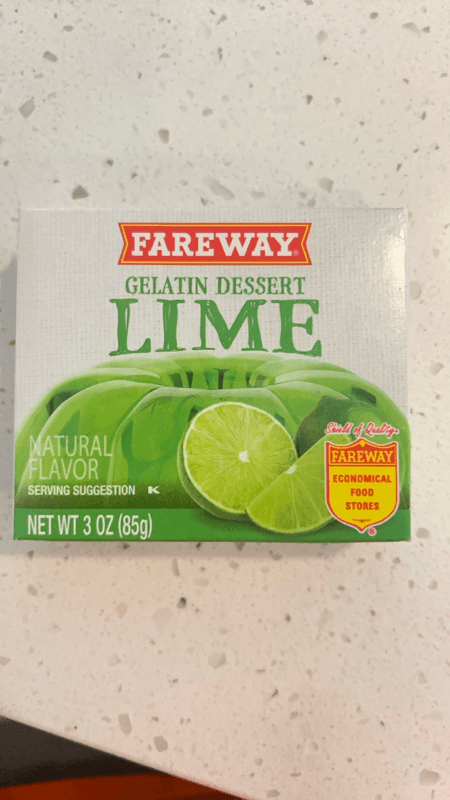 FAREWAY®
GELATIN DESSERT
LIME
NATURAL
FLAVOR
SERVING SUGGESTION K
NET WT 3 OZ (85g)
Shield of Quality
FAREWAY
ECONOMICAL
FOOD
STORES
®